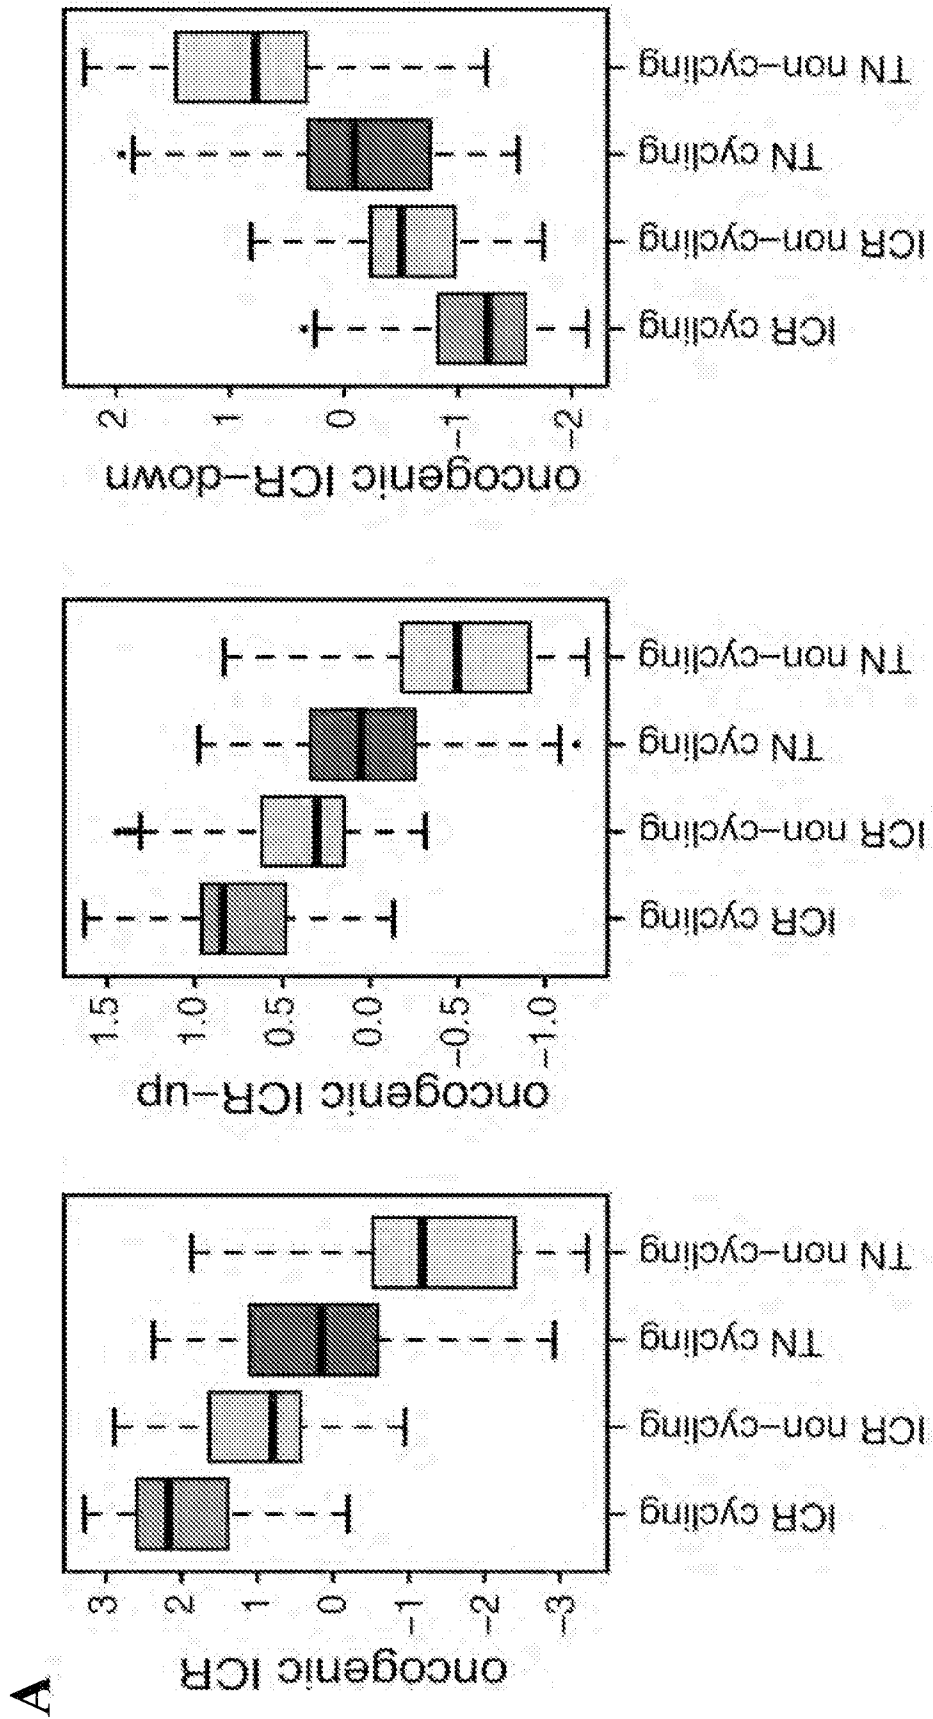 A
oncogenic ICR
3
2
1
0
−1
−2
−3
ICR cycling
ICR non−cycling
TN cycling
TN non−cycling
oncogenic ICR−up
1.5
1.0
0.5
0.0
−0.5
−1.0
ICR cycling
ICR non−cycling
TN cycling
TN non−cycling
oncogenic ICR−down
2
1
0
−1
−2
ICR cycling
ICR non−cycling
TN cycling
TN non−cycling